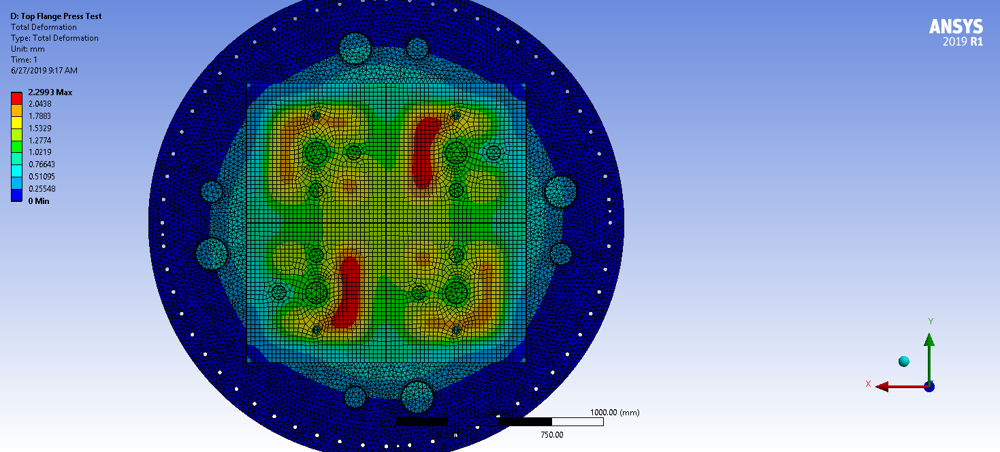 D: Top Flange Press Test
Total Deformation
Type: Total Deformation
Unit: mm
Time: 1
6/27/2019 9:17 AM
2.2993 Max
2.0438
1.7883
1.5329
1.2774
1.0219
0.76643
0.51095
0.25548
0 Min
ANSYS
2019 R1
Y
X
1000.00 (mm)
750.00